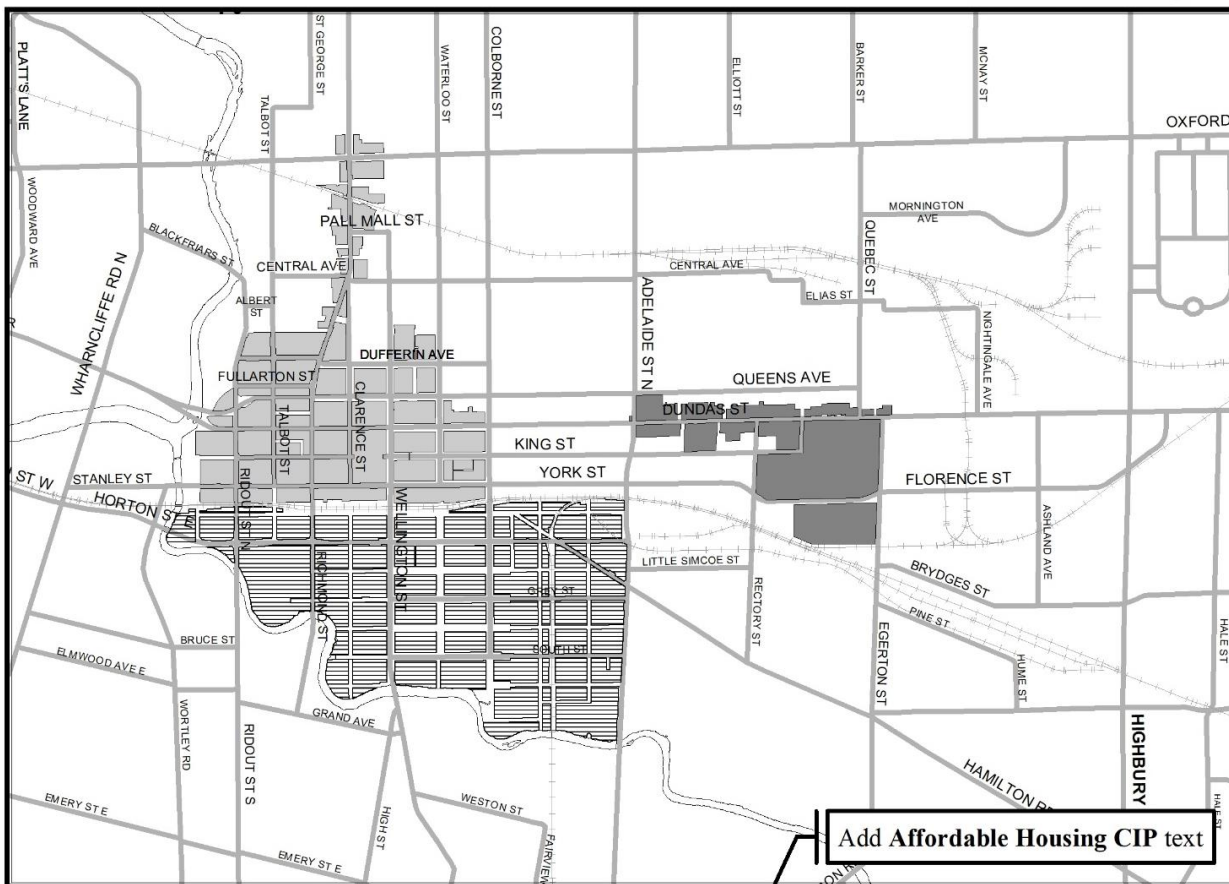 PLATT'S LANE
ST GEORGE ST
WATERLOO ST
COLBORNE ST
ELLIOTT ST
BARKER ST
MCNAY ST
TALBOT ST
OXFORD
WOODWARD AVE
BLACKFRIARS ST
PALL MALL ST
MORNINGTON
AVE
WHARNCLIFFE RD N
CENTRAL AVE
CENTRAL AVE
QUEBEC ST
ALBERT
ST
ADELAIDE ST N
ELIAS ST
NIGHTINGALE AVE
DUFFERIN AVE
FULLARTON ST
QUEENS AVE
TALBOT ST
CLARENCE ST
DUNDAS ST
KING ST
STANLEY ST
YORK ST
FLORENCE ST
ST W
HORTON ST E
RIDOUT ST N
WELLINGTON ST
ASHLAND AVE
RICHMOND ST
LITTLE SIMCOE ST
BRYDGES ST
GREY ST
RECTORY ST
PINE ST
BRUCE ST
EGERTON ST
HALE ST
ELMWOOD AVE E
SOUTH ST
HUME ST
WORTLEY RD
RIDOUT ST S
GRAND AVE
HIGHBURY
HAMILTON R
EMERY ST E
HIGH ST
WESTON ST
HALE ST
FAIRVIEW
EMERY ST E
Add Affordable Housing CIP text
ON R